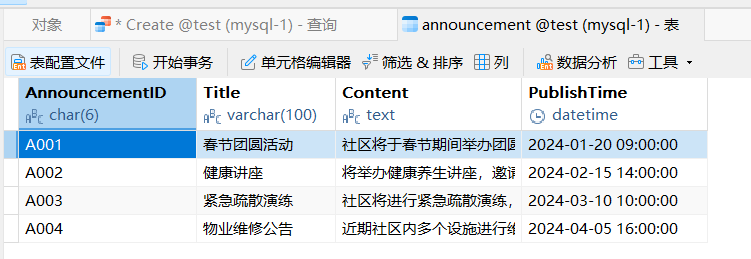 对象
* Create @test (mysql-1) - 查询
announcement @test (mysql-1) - 表
表配置文件 开始事务 单元格编辑器 筛选 & 排序 列 数据分析 工具
AnnouncementID Title Content PublishTime
char(6) varchar(100) text datetime
A001 春节团圆活动 社区将于春节期间举办团圆 2024-01-20 09:00:00
A002 健康讲座 将举办健康养生讲座，邀请 2024-02-15 14:00:00
A003 紧急疏散演练 社区将进行紧急疏散演练， 2024-03-10 10:00:00
A004 物业维修公告 近期社区内多个设施进行维 2024-04-05 16:00:00